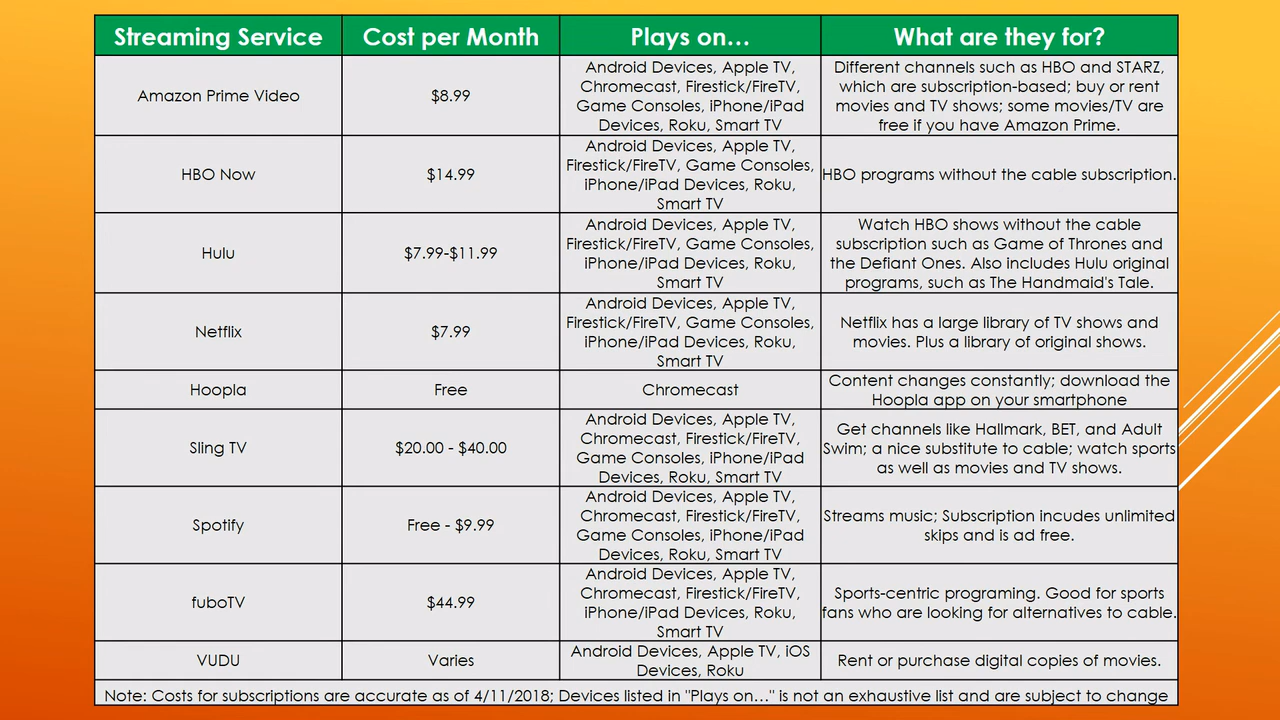 Streaming Service
Cost per Month
Plays on…
What are they for?
Amazon Prime Video
$8.99
Android Devices, Apple TV,
Chromecast, Firestick/FireTV,
Game Consoles, iPhone/iPad
Devices, Roku, Smart TV
Different channels such as HBO and STARZ,
which are subscription-based; buy or rent
movies and TV shows; some movies/TV are
free if you have Amazon Prime.
HBO Now
$14.99
Android Devices, Apple TV,
Firestick/FireTV, Game Consoles,
iPhone/iPad Devices, Roku,
Smart TV
HBO programs without the cable subscription.
Hulu
$7.99-$11.99
Android Devices, Apple TV,
Firestick/FireTV, Game Consoles,
iPhone/iPad Devices, Roku,
Smart TV
Watch HBO shows without the cable
subscription such as Game of Thrones and
the Defiant Ones. Also includes Hulu original
programs, such as The Handmaid's Tale.
Netflix
$7.99
Android Devices, Apple TV,
Firestick/FireTV, Game Consoles,
iPhone/iPad Devices, Roku,
Smart TV
Netflix has a large library of TV shows and
movies. Plus a library of original shows.
Hoopla
Free
Chromecast
Content changes constantly; download the
Hoopla app on your smartphone
Sling TV
$20.00 - $40.00
Android Devices, Apple TV,
Chromecast, Firestick/FireTV,
Game Consoles, iPhone/iPad
Devices, Roku, Smart TV
Get channels like Hallmark, BET, and Adult
Swim; a nice substitute to cable; watch sports
as well as movies and TV shows.
Spotify
Free - $9.99
Android Devices, Apple TV,
Chromecast, Firestick/FireTV,
Game Consoles, iPhone/iPad
Devices, Roku, Smart TV
Streams music; Subscription incudes unlimited
skips and is ad free.
fuboTV
$44.99
Android Devices, Apple TV,
Chromecast, Firestick/FireTV,
iPhone/iPad Devices, Roku,
Smart TV
Sports-centric programing. Good for sports
fans who are looking for alternatives to cable.
VUDU
Varies
Android Devices, Apple TV, iOS
Devices, Roku
Rent or purchase digital copies of movies.
Note: Costs for subscriptions are accurate as of 4/11/2018; Devices listed in "Plays on…" is not an exhaustive list and are subject to change